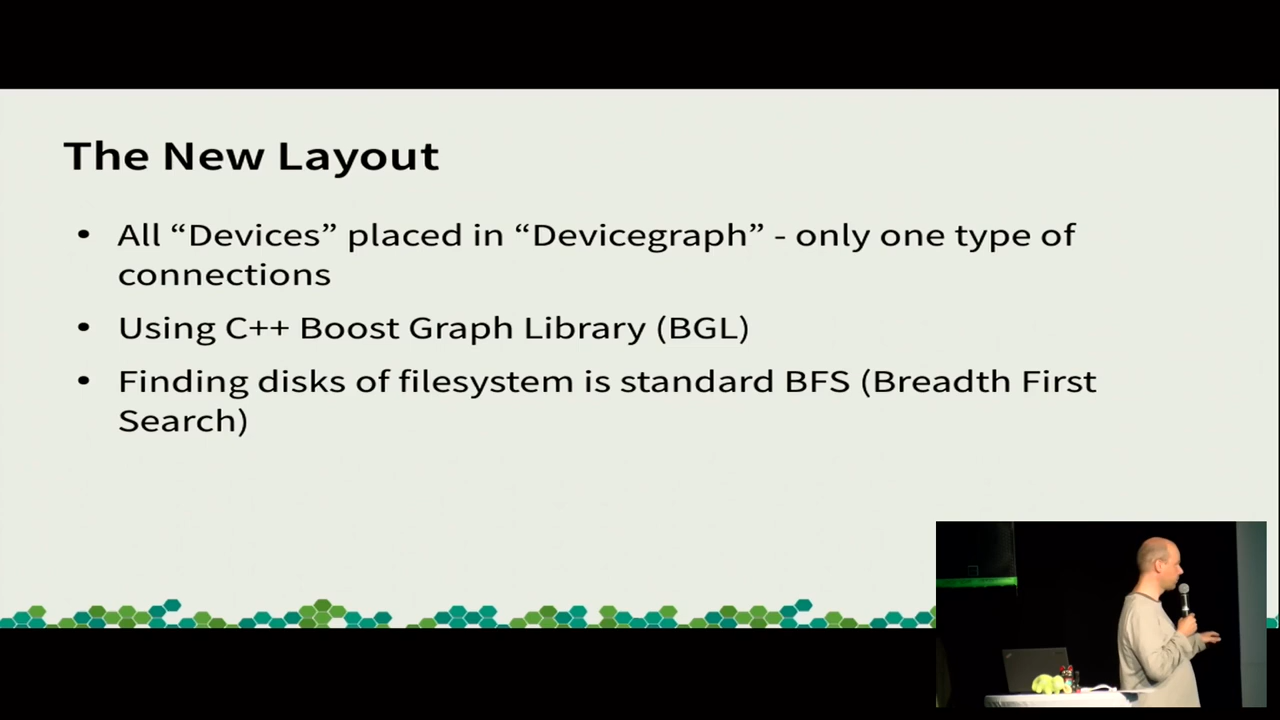 The New Layout
• All “Devices” placed in “Devicegraph” - only one type of
connections
• Using C++ Boost Graph Library (BGL)
• Finding disks of filesystem is standard BFS (Breadth First
Search)